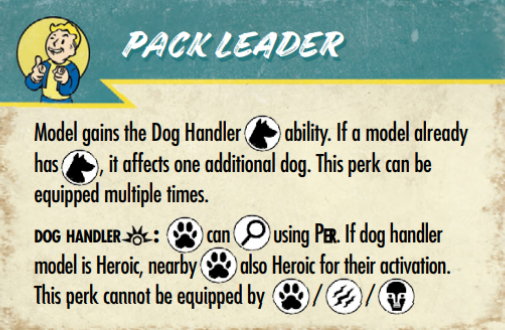 PACK LEADER
Model gains the Dog Handler ability. If a model already
has , it affects one additional dog. This perk can be
equipped multiple times.
DOG HANDLER : can using PER. If dog handler
model is Heroic, nearby also Heroic for their activation.
This perk cannot be equipped by / /